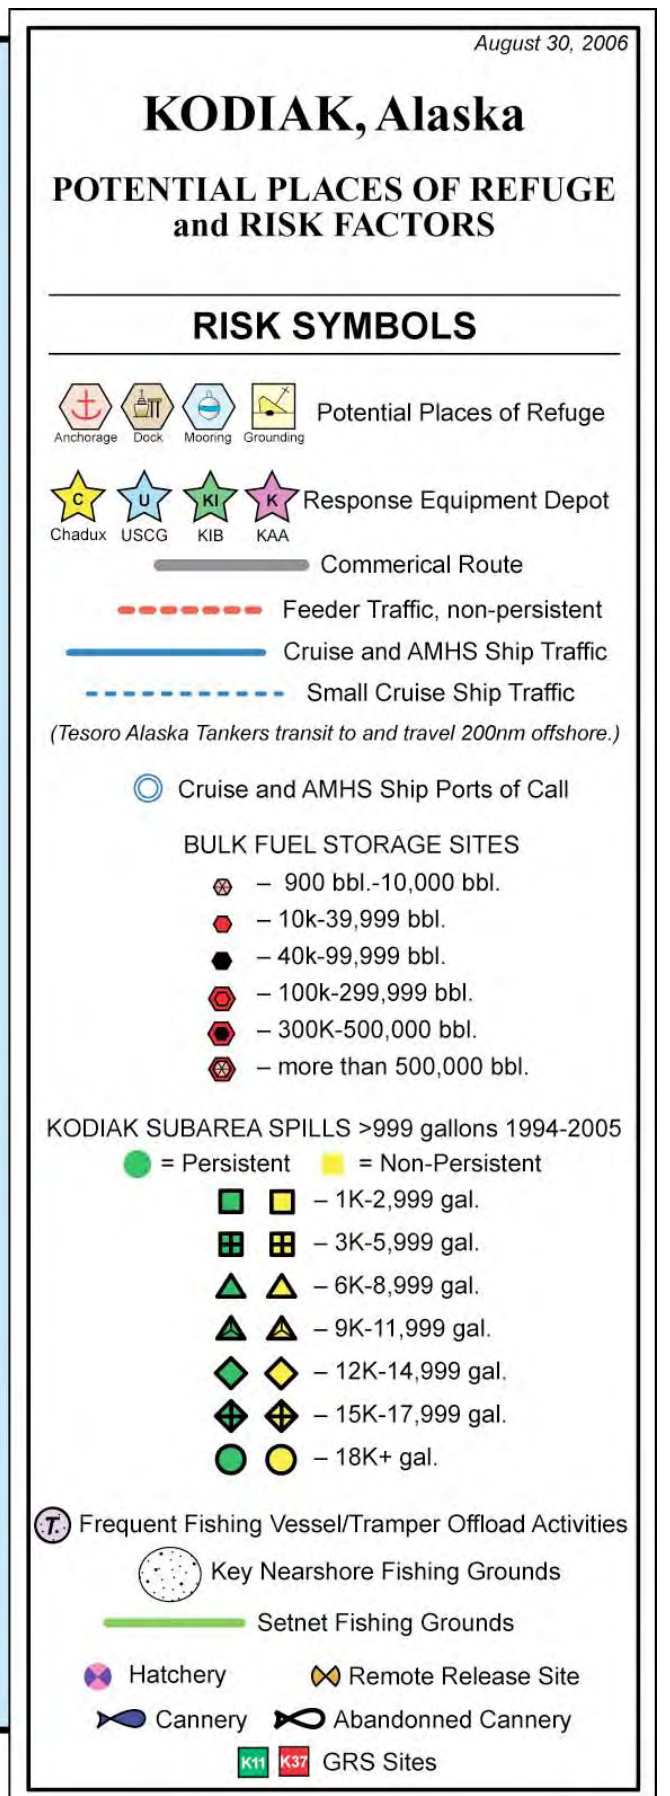 August 30, 2006
KODIAK, Alaska
POTENTIAL PLACES OF REFUGE
and RISK FACTORS
RISK SYMBOLS
Anchorage Dock Mooring Grounding Potential Places of Refuge
C U KI K Response Equipment Depot
Chadux USCG KIB KAA
Commerical Route
Feeder Traffic, non-persistent
Cruise and AMHS Ship Traffic
Small Cruise Ship Traffic
(Tesoro Alaska Tankers transit to and travel 200nm offshore.)
Cruise and AMHS Ship Ports of Call
BULK FUEL STORAGE SITES
– 900 bbl.-10,000 bbl.
– 10k-39,999 bbl.
– 40k-99,999 bbl.
– 100k-299,999 bbl.
– 300K-500,000 bbl.
– more than 500,000 bbl.
KODIAK SUBAREA SPILLS >999 gallons 1994-2005
= Persistent = Non-Persistent
– 1K-2,999 gal.
– 3K-5,999 gal.
– 6K-8,999 gal.
– 9K-11,999 gal.
– 12K-14,999 gal.
– 15K-17,999 gal.
– 18K+ gal.
T. Frequent Fishing Vessel/Tramper Offload Activities
Key Nearshore Fishing Grounds
Setnet Fishing Grounds
Hatchery Remote Release Site
Cannery Abandonned Cannery
K11 K37 GRS Sites